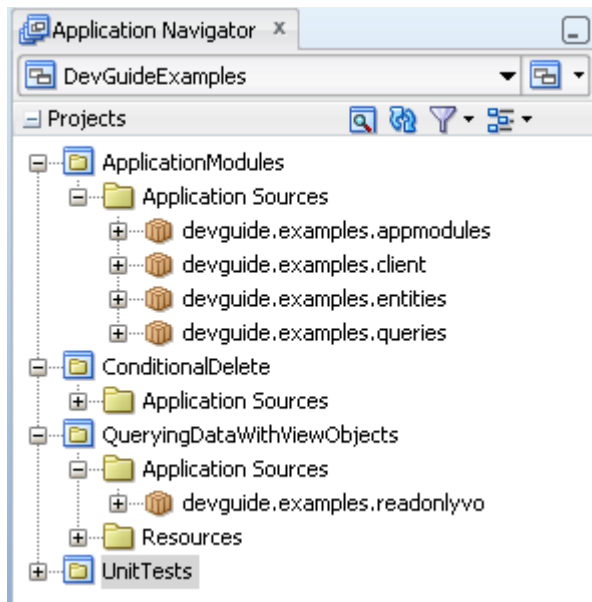 Application Navigator
DevGuideExamples
Projects
ApplicationModules
Application Sources
devguide.examples.appmodules
devguide.examples.client
devguide.examples.entities
devguide.examples.queries
ConditionalDelete
Application Sources
QueryingDataWithViewObjects
Application Sources
devguide.examples.readonlyvo
Resources
UnitTests